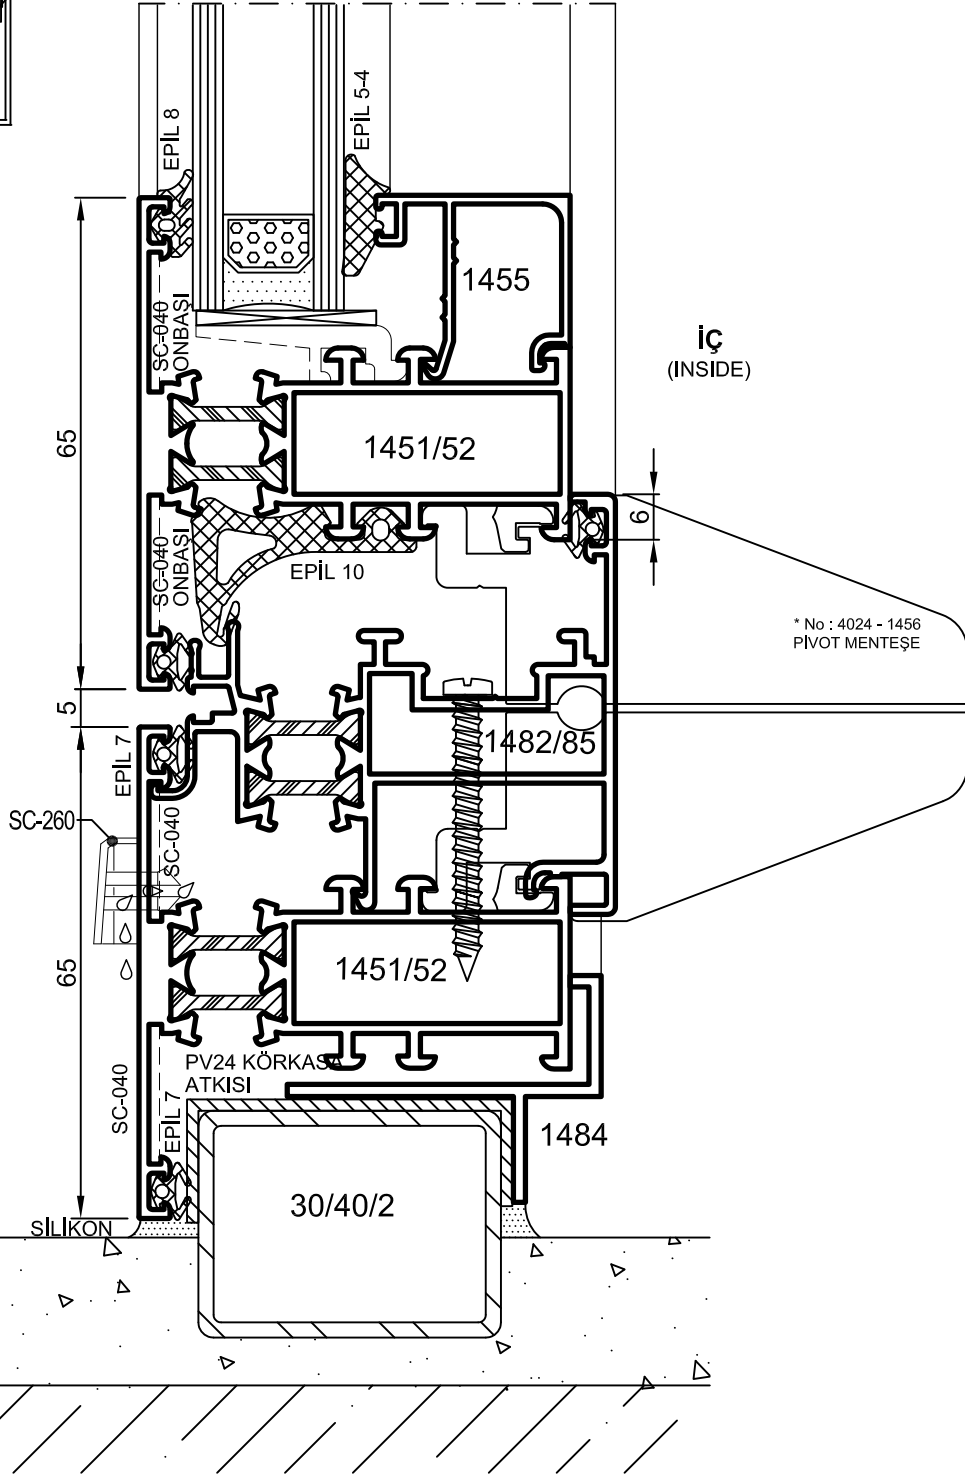 EPİL 8
EPİL 5-4
1455
SC-040
ONBAŞI
İÇ
(INSIDE)
65
1451/52
6
SC-040
ONBAŞI
EPİL 10
* No : 4024 - 1456
PİVOT MENTEŞE
5
1482/85
EPİL 7
SC-260
SC-040
65
1451/52
PV24 KÖRKASA
ATKISI
SC-040
EPİL 7
1484
30/40/2
SİLİKON